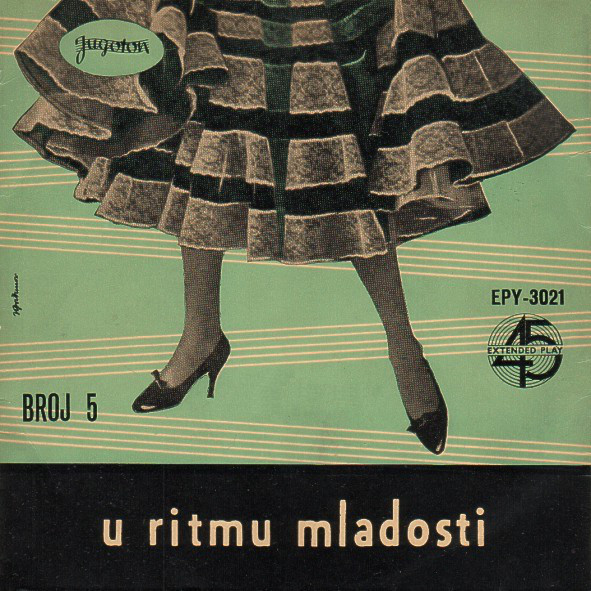 Jugoton
EPY-3021
45
EXTENDED PLAY
BROJ 5
u ritmu mladosti